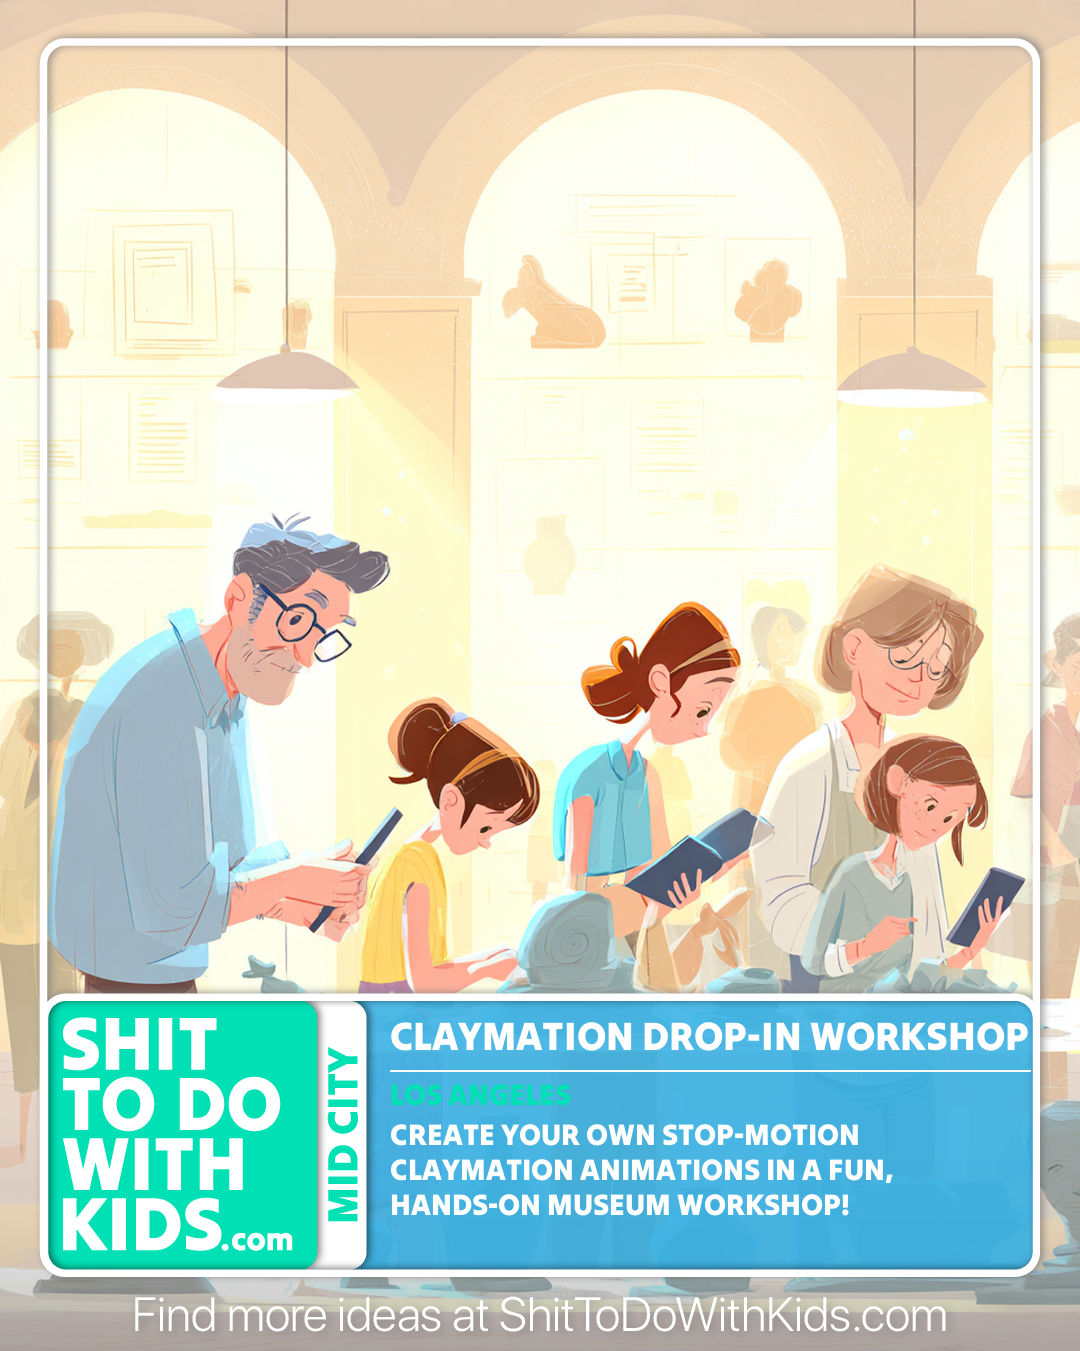 SHIT
TO DO
WITH
KIDS.com
MID CITY
CLAYMATION DROP-IN WORKSHOP
LOS ANGELES
CREATE YOUR OWN STOP-MOTION
CLAYMATION ANIMATIONS IN A FUN,
HANDS-ON MUSEUM WORKSHOP!
Find more ideas at ShitToDoWithKids.com